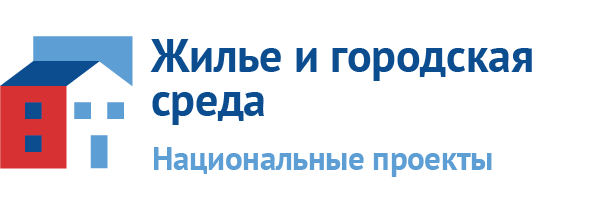 Жилье и городская
среда
Национальные проекты